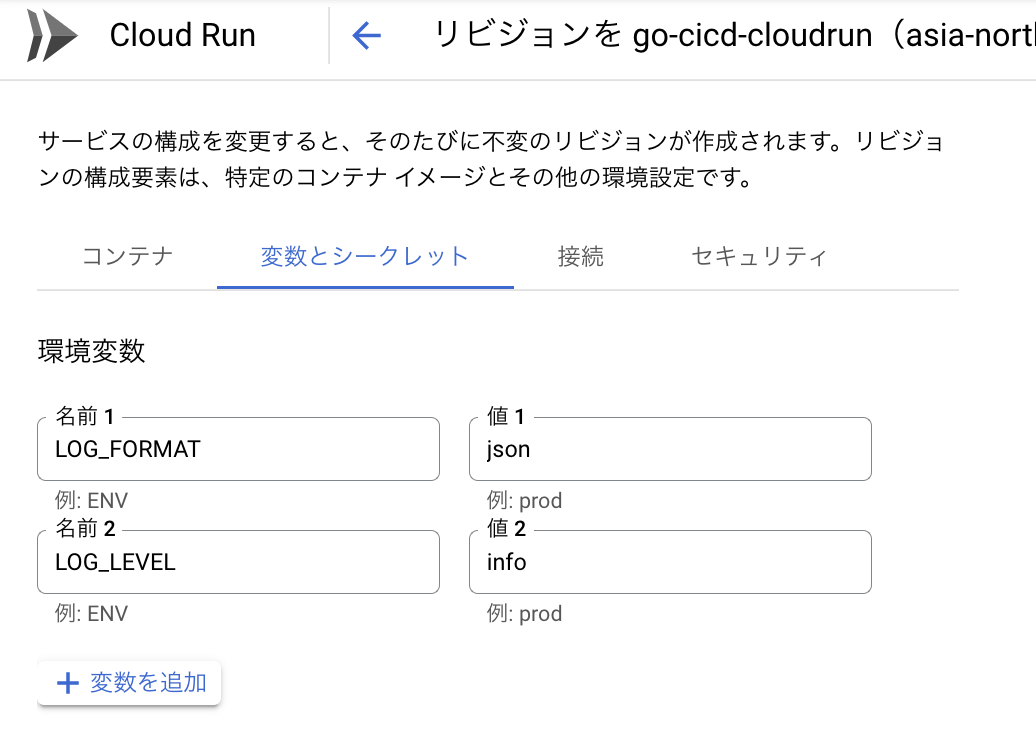 Cloud Run
リビジョンを go-cicd-cloudrun（asia-nort
サービスの構成を変更すると、そのたびに不変のリビジョンが作成されます。リビジョ
ンの構成要素は、特定のコンテナ イメージとその他の環境設定です。
コンテナ 変数とシークレット 接続 セキュリティ
環境変数
名前 1 値 1
LOG_FORMAT json
例: ENV 例: prod
名前 2 値 2
LOG_LEVEL info
例: ENV 例: prod
変数を追加